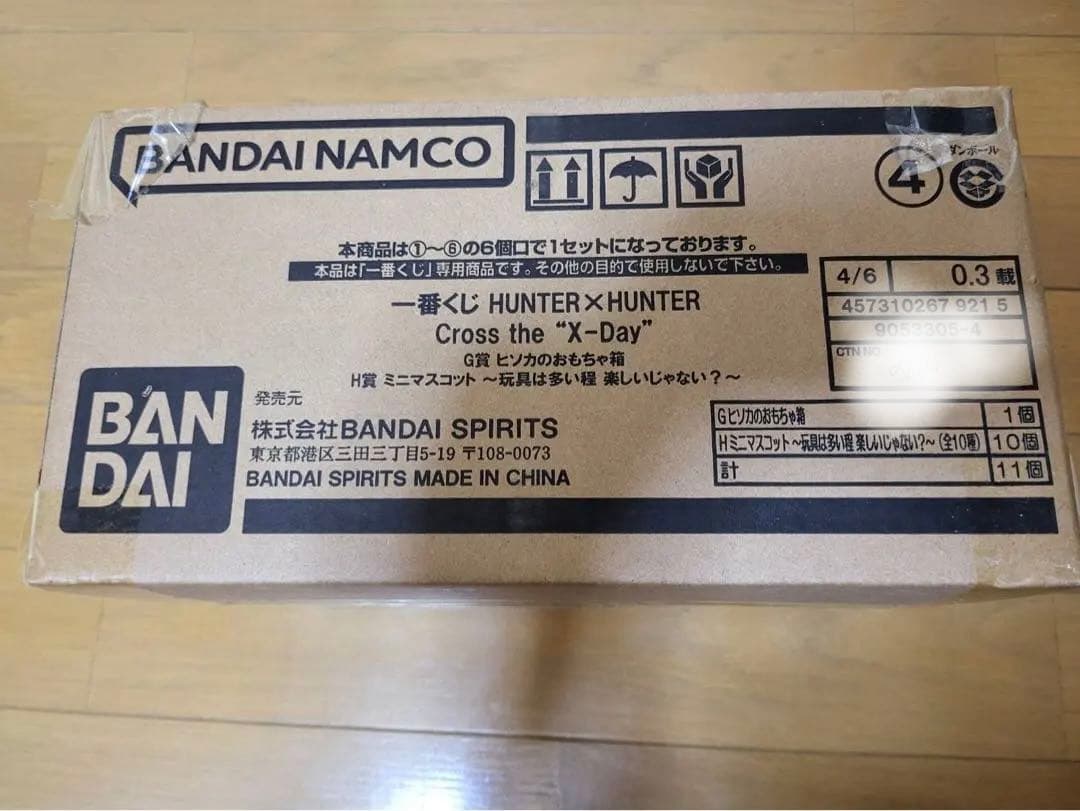 BANDAI NAMCO
④
ダンボール
本商品は①~⑥の6個口で1セットになっております。
本品は「一番くじ」専用商品です。その他の目的で使用しないで下さい。
一番くじ HUNTER×HUNTER
Cross the “X-Day”
G賞 ヒソカのおもちゃ箱
H賞 ミニマスコット ~玩具は多い程 楽しいじゃない?~
4/6 0.3 載
457310267 921 5
9053305-4
CTN NO
BAN
DAI
発売元
株式会社BANDAI SPIRITS
東京都港区三田三丁目5-19 〒108-0073
BANDAI SPIRITS MADE IN CHINA
G ヒソカのおもちゃ箱 1個
H ミニマスコット ~玩具は多い程 楽しいじゃない?~ (全10種) 10個
計 11個